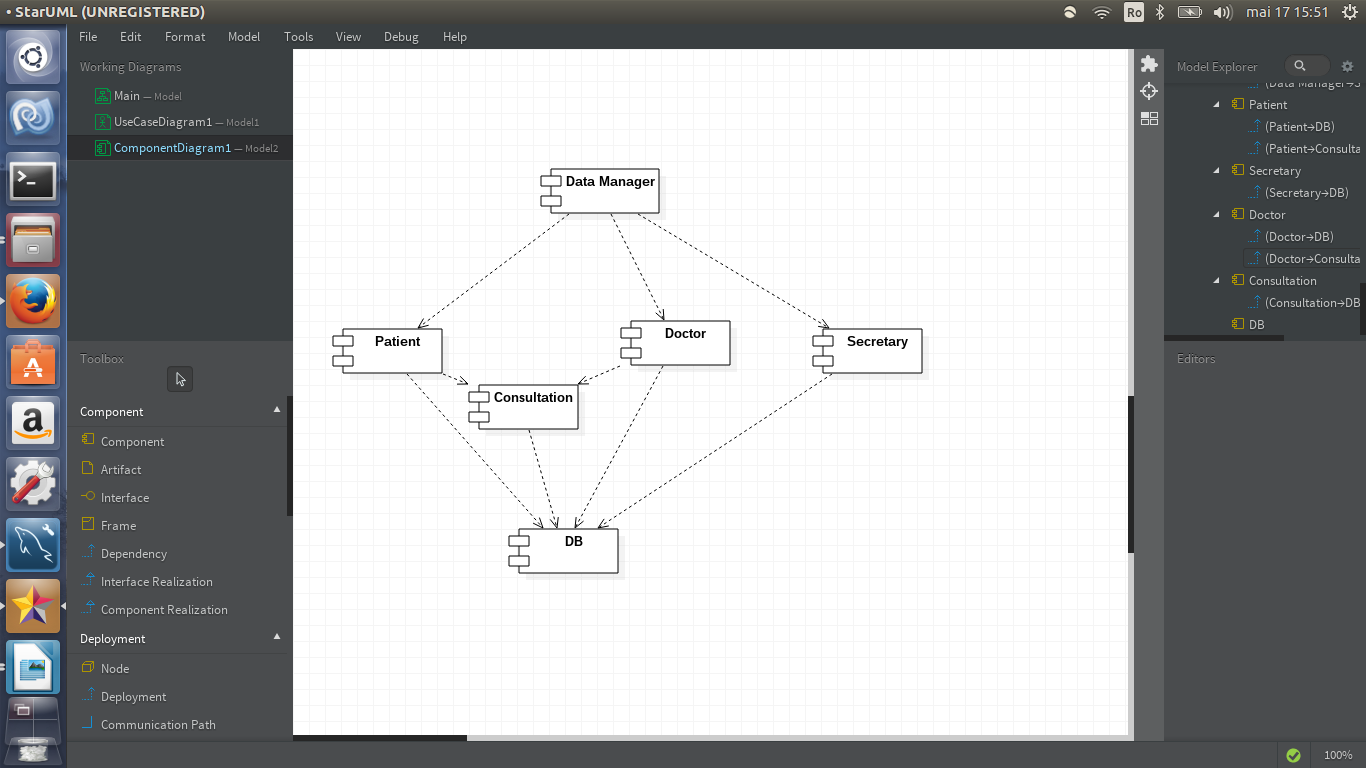 • StarUML (UNREGISTERED)
Ro
mai 17 15:51
File Edit Format Model Tools View Debug Help
Working Diagrams
Main — Model
UseCaseDiagram1 — Model1
ComponentDiagram1 — Model2
Toolbox
Component
Component
Artifact
Interface
Frame
Dependency
Interface Realization
Component Realization
Deployment
Node
Deployment
Communication Path
Data Manager
Patient
Doctor
Secretary
Consultation
DB
Model Explorer
(Data Manager→S
Patient
(Patient→DB)
(Patient→Consulta
Secretary
(Secretary→DB)
Doctor
(Doctor→DB)
(Doctor→Consulta
Consultation
(Consultation→DB
DB
Editors
100%